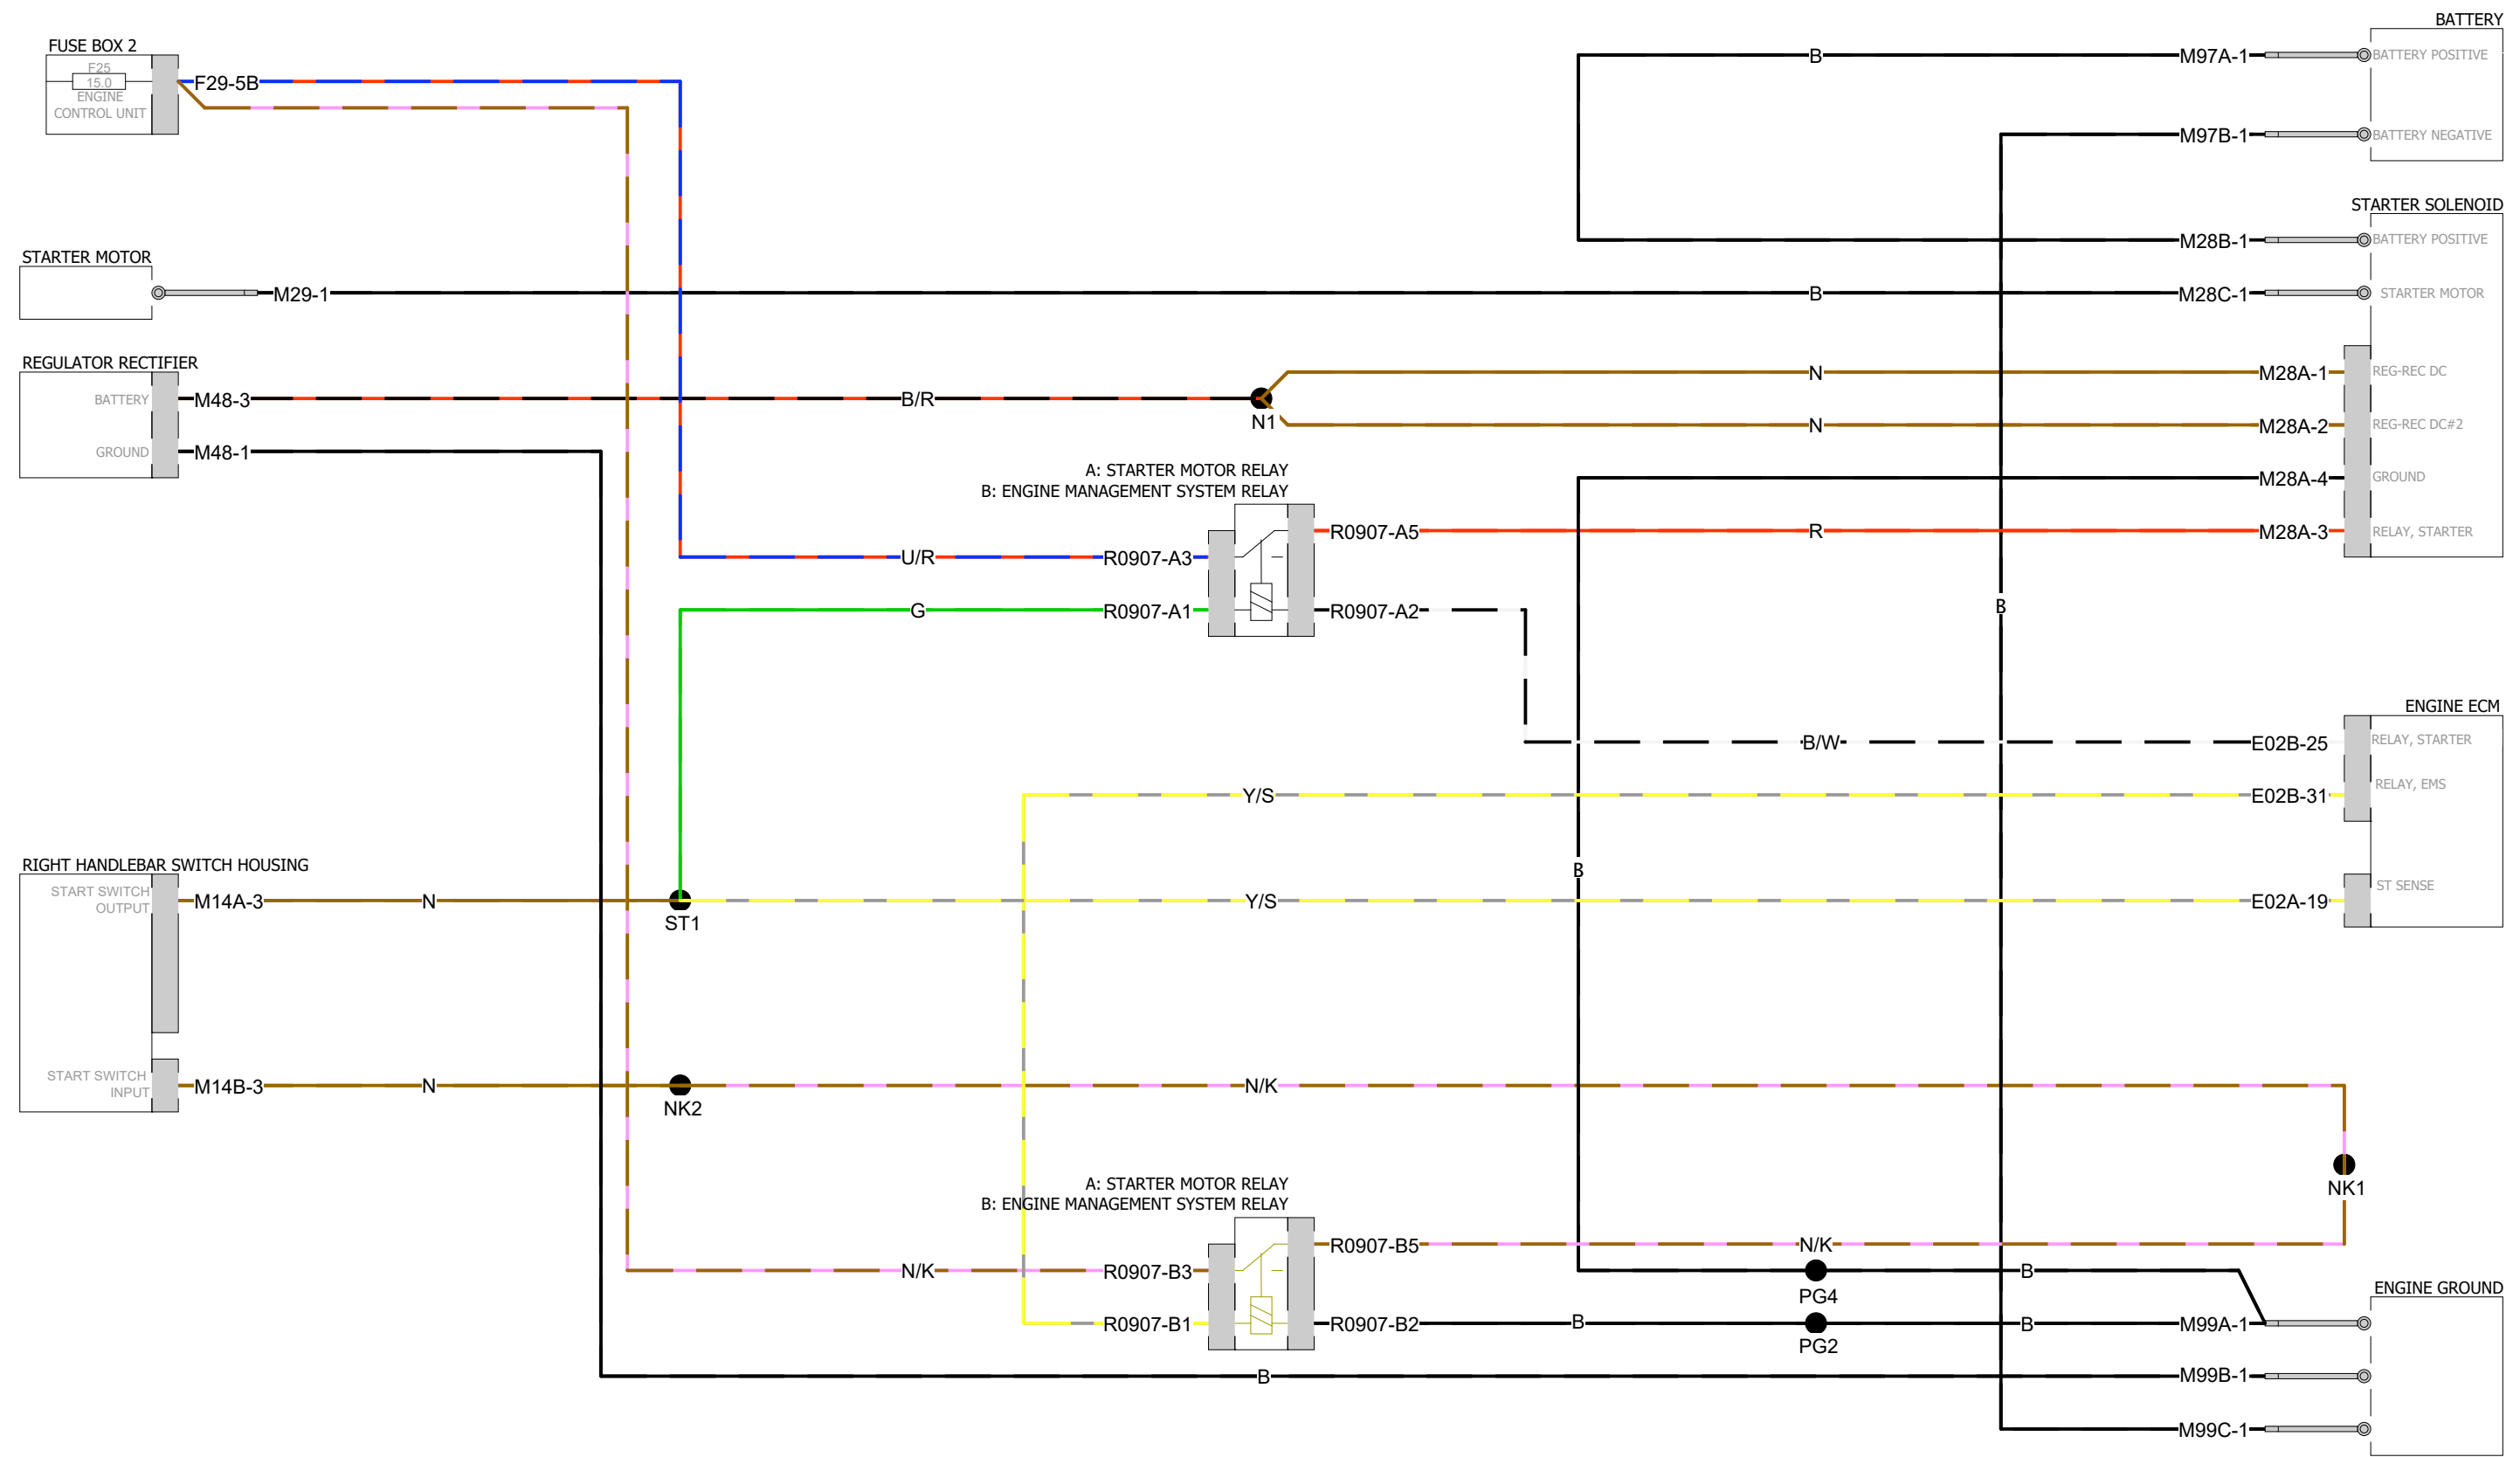 BATTERY
FUSE BOX 2
F25
15.0
ENGINE
CONTROL UNIT
F29-5B
B
M97A-1
BATTERY POSITIVE
M97B-1
BATTERY NEGATIVE
STARTER SOLENOID
M28B-1
BATTERY POSITIVE
STARTER MOTOR
M29-1
B
M28C-1
STARTER MOTOR
REGULATOR RECTIFIER
BATTERY
M48-3
B/R
N1
N
M28A-1
REG-REC DC
N
M28A-2
REG-REC DC#2
GROUND
M48-1
A: STARTER MOTOR RELAY
B: ENGINE MANAGEMENT SYSTEM RELAY
M28A-4
GROUND
R0907-A5
R
M28A-3
RELAY, STARTER
U/R
R0907-A3
G
R0907-A1
R0907-A2
B
ENGINE ECM
B/W
E02B-25
RELAY, STARTER
Y/S
E02B-31
RELAY, EMS
RIGHT HANDLEBAR SWITCH HOUSING
START SWITCH
OUTPUT
M14A-3
N
ST1
Y/S
B
E02A-19
ST SENSE
START SWITCH
INPUT
M14B-3
N
NK2
N/K
NK1
A: STARTER MOTOR RELAY
B: ENGINE MANAGEMENT SYSTEM RELAY
R0907-B5
N/K
N/K
R0907-B3
PG4
B
ENGINE GROUND
R0907-B1
R0907-B2
B
PG2
B
M99A-1
B
M99B-1
M99C-1